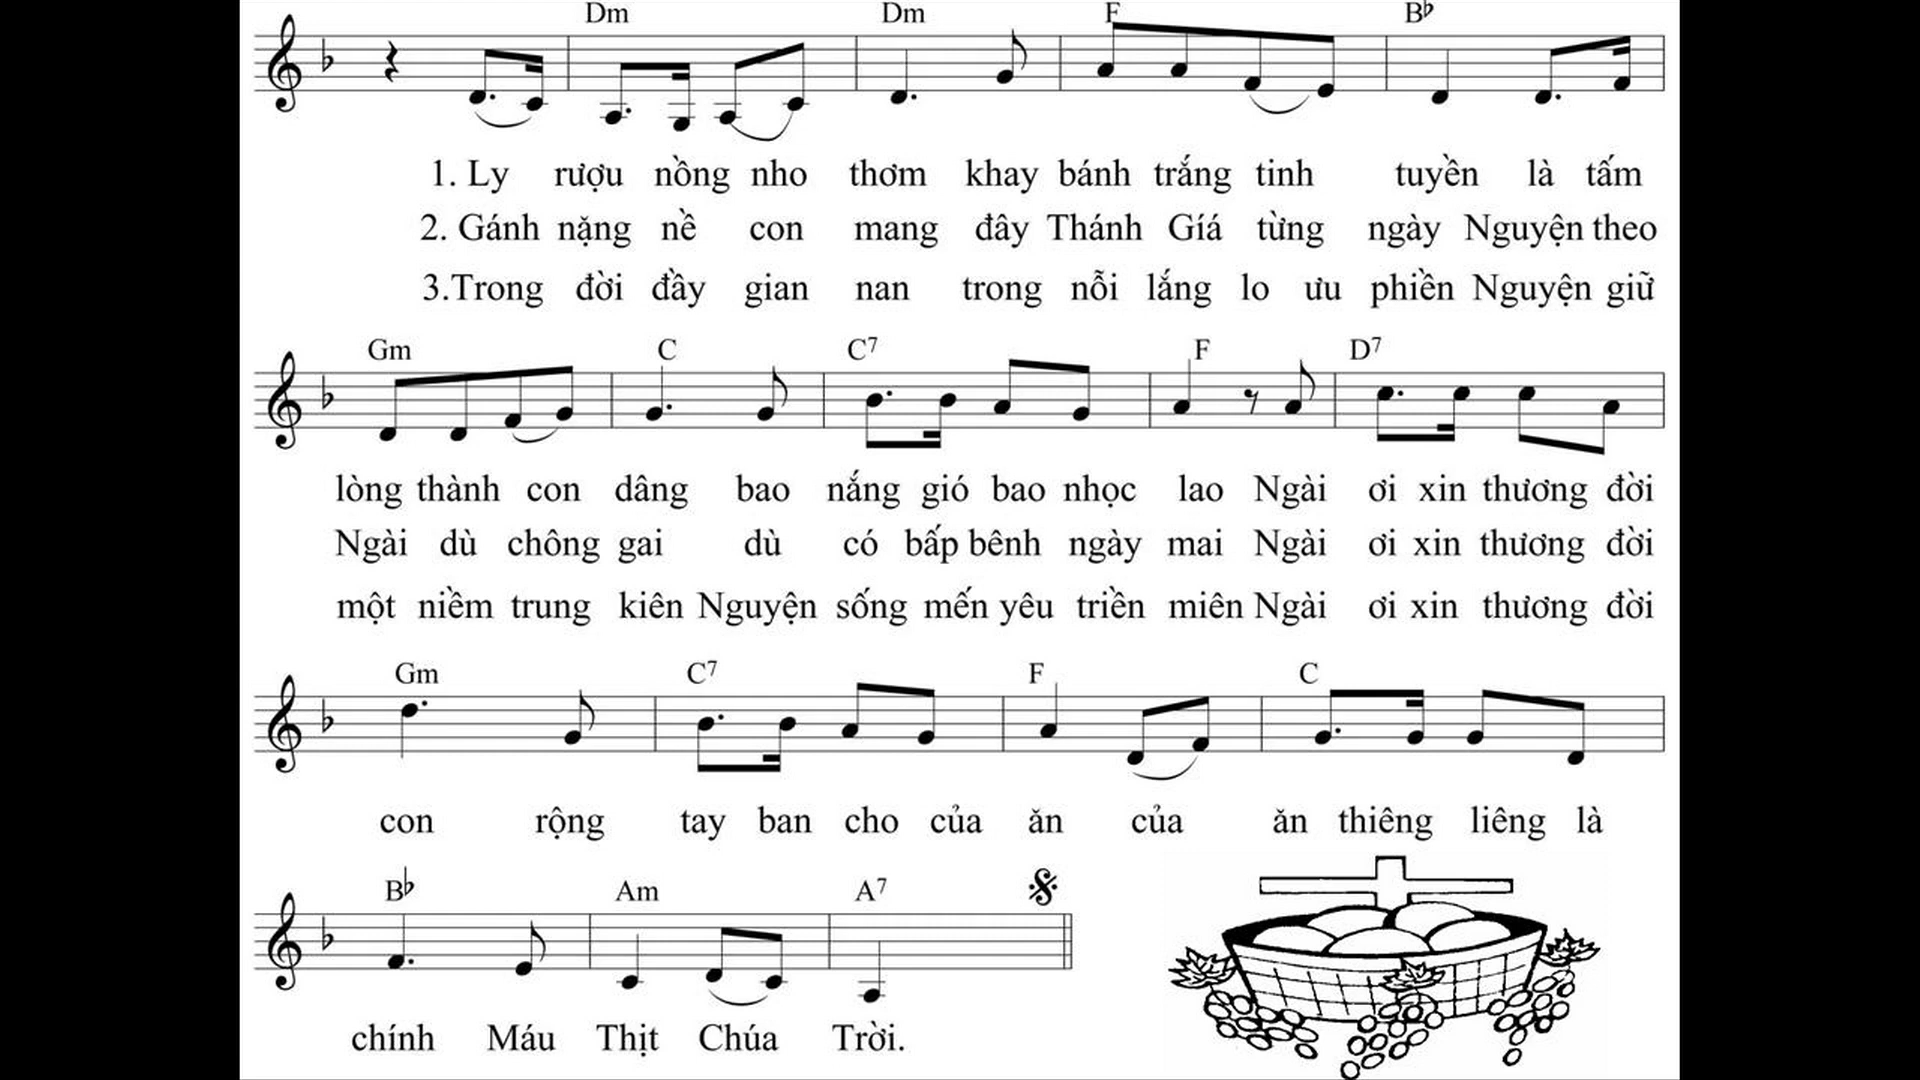 Dm Dm F B♭
1. Ly rượu nồng nho thơm khay bánh trắng tinh tuyền là tấm
2. Gánh nặng nề con mang đây Thánh Gíá từng ngày Nguyện theo
3.Trong đời đầy gian nan trong nỗi lắng lo ưu phiền Nguyện giữ
Gm C C7 F D7
lòng thành con dâng bao nắng gió bao nhọc lao Ngài ơi xin thương đời
Ngài dù chông gai dù có bấp bênh ngày mai Ngài ơi xin thương đời
một niềm trung kiên Nguyện sống mến yêu triền miên Ngài ơi xin thương đời
Gm C7 F C
con rộng tay ban cho của ăn của ăn thiêng liêng là
B♭ Am A7
chính Máu Thịt Chúa Trời.